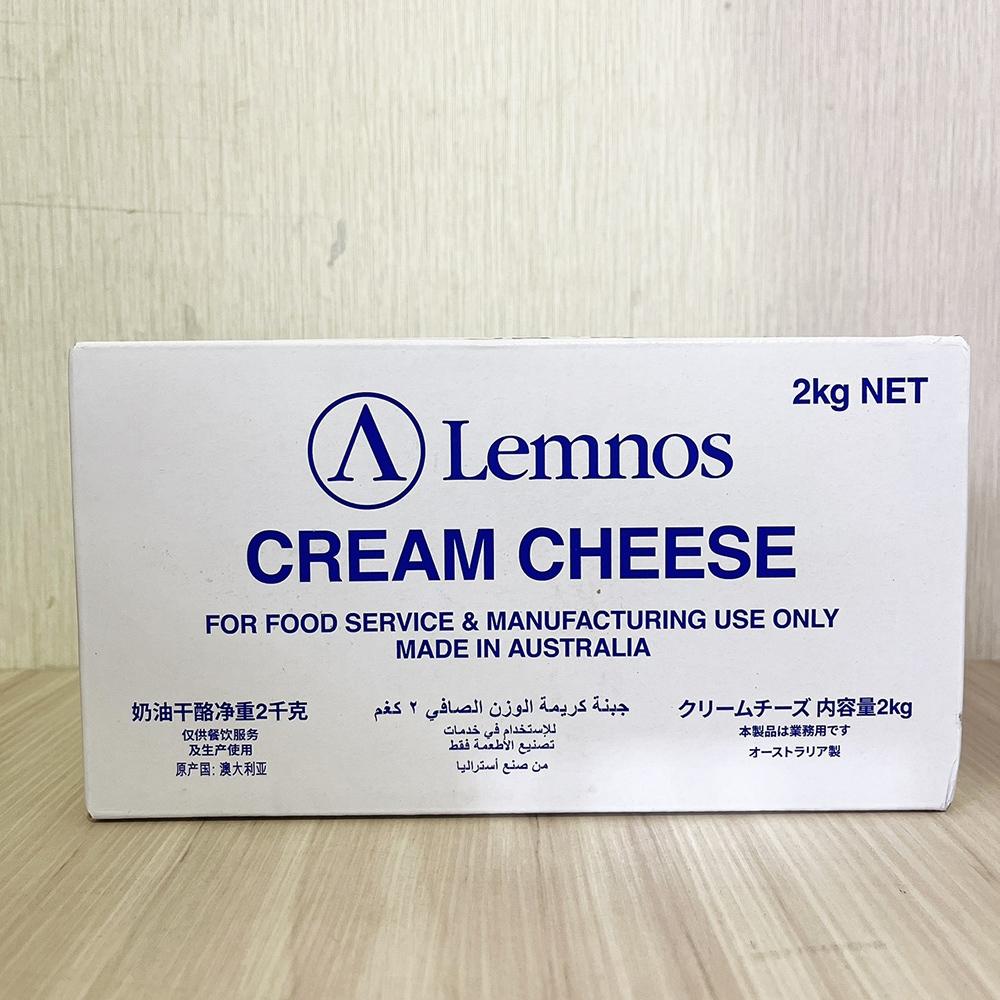 2kg NET
Λ Lemnos
CREAM CHEESE
FOR FOOD SERVICE & MANUFACTURING USE ONLY
MADE IN AUSTRALIA
奶油干酪净重2千克
仅供餐饮服务
及生产使用
原产国: 澳大利亚
جبنة كريمة الوزن الصافي ٢ كغم
للإستخدام في خدمات
تصنيع الأطعمة فقط
من صنع أستراليا
クリームチーズ 内容量2kg
本製品は業務用です
オーストラリア製